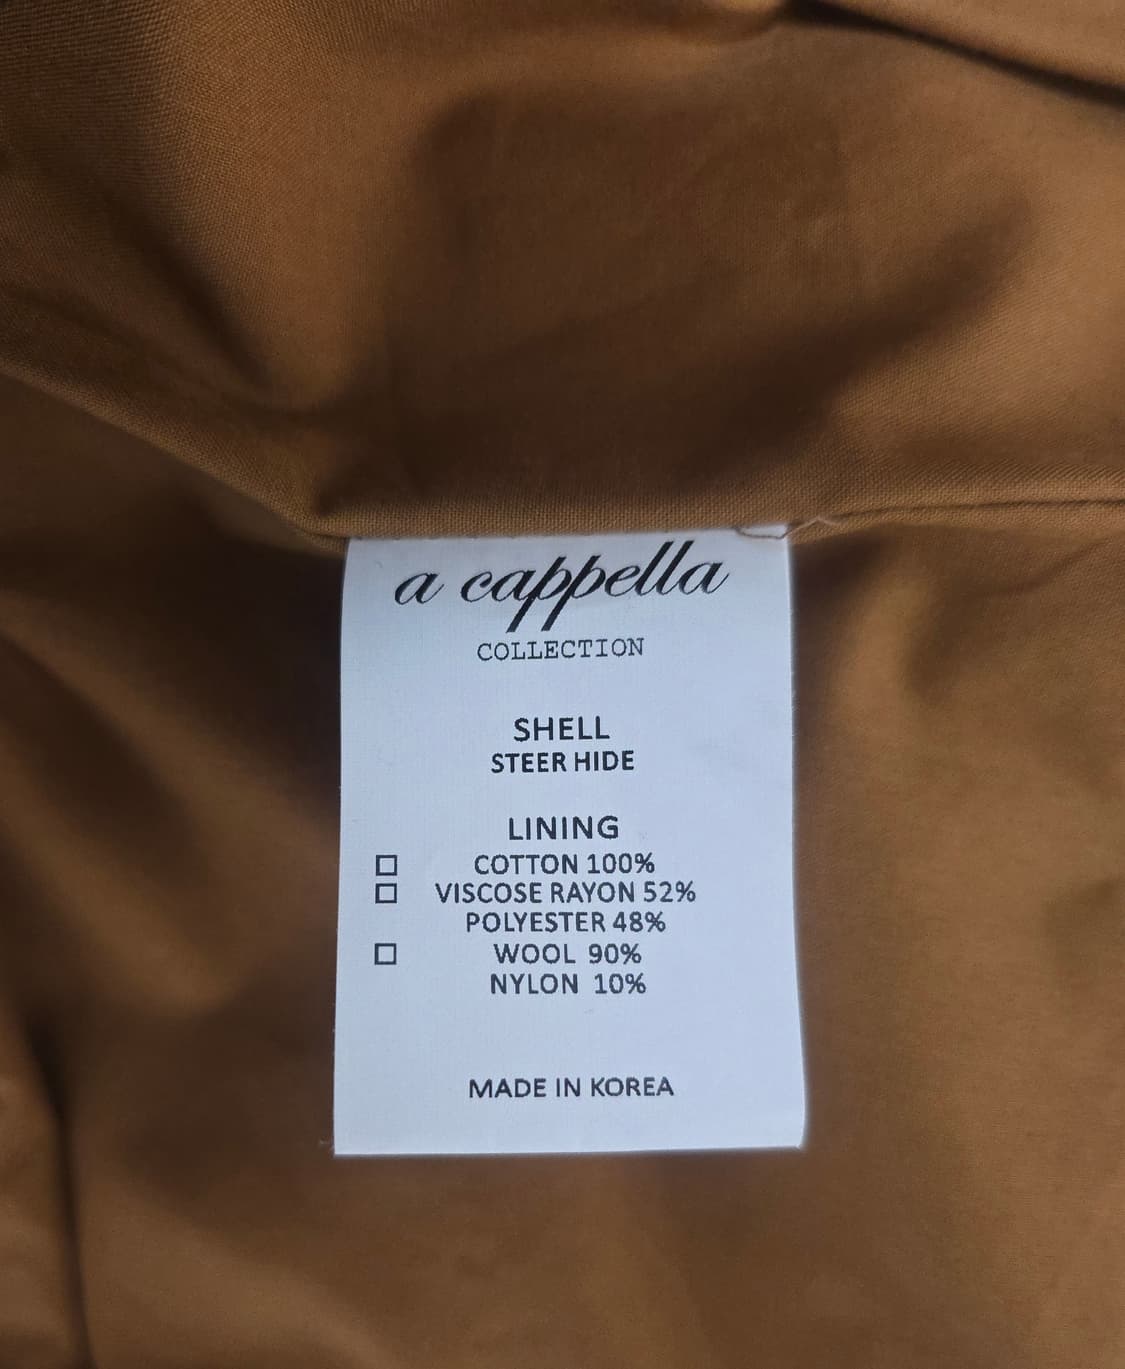 a cappella
COLLECTION
SHELL
STEER HIDE
LINING
☐ COTTON 100%
☐ VISCOSE RAYON 52%
POLYESTER 48%
☐ WOOL 90%
NYLON 10%
MADE IN KOREA